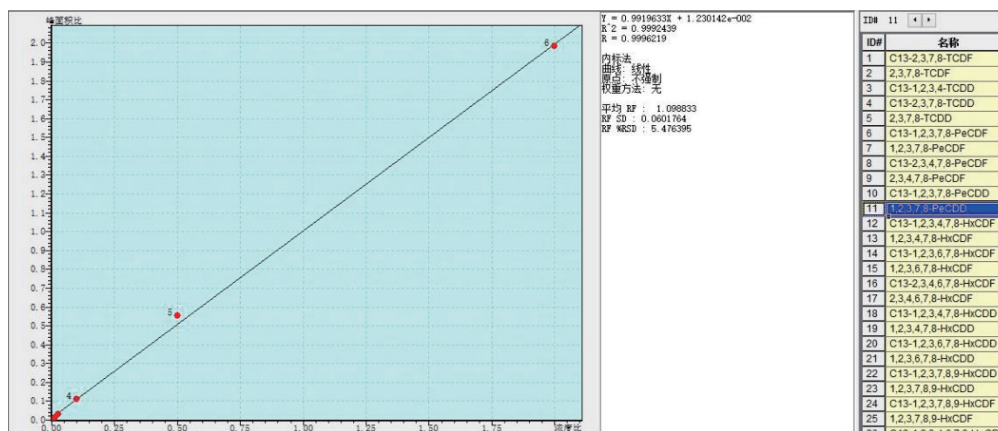 峰面积比
2.0
1.9
1.8
1.7
1.6
1.5
1.4
1.3
1.2
1.1
1.0
0.9
0.8
0.7
0.6
0.5
0.4
0.3
0.2
0.1
0.0
6
5
4
0.00
0.25
0.50
0.75
1.00
1.25
1.50
1.75
浓度比
Y = 0.9919633X + 1.230142e-002
R^2 = 0.9992439
R = 0.9996219
内标法
曲线: 线性
原点: 不强制
权重方法: 无
平均 RF : 1.098833
RF SD : 0.0601764
RF %RSD : 5.476395
ID# 11
ID# 名称
1 C13-2,3,7,8-TCDF
2 2,3,7,8-TCDF
3 C13-1,2,3,4-TCDD
4 C13-2,3,7,8-TCDD
5 2,3,7,8-TCDD
6 C13-1,2,3,7,8-PeCDF
7 1,2,3,7,8-PeCDF
8 C13-2,3,4,7,8-PeCDF
9 2,3,4,7,8-PeCDF
10 C13-1,2,3,7,8-PeCDD
11 1,2,3,7,8-PeCDD
12 C13-1,2,3,4,7,8-HxCDF
13 1,2,3,4,7,8-HxCDF
14 C13-1,2,3,6,7,8-HxCDF
15 1,2,3,6,7,8-HxCDF
16 C13-2,3,4,6,7,8-HxCDF
17 2,3,4,6,7,8-HxCDF
18 C13-1,2,3,4,7,8-HxCDD
19 1,2,3,4,7,8-HxCDD
20 C13-1,2,3,6,7,8-HxCDD
21 1,2,3,6,7,8-HxCDD
22 C13-1,2,3,7,8,9-HxCDD
23 1,2,3,7,8,9-HxCDD
24 C13-1,2,3,7,8,9-HxCDF
25 1,2,3,7,8,9-HxCDF